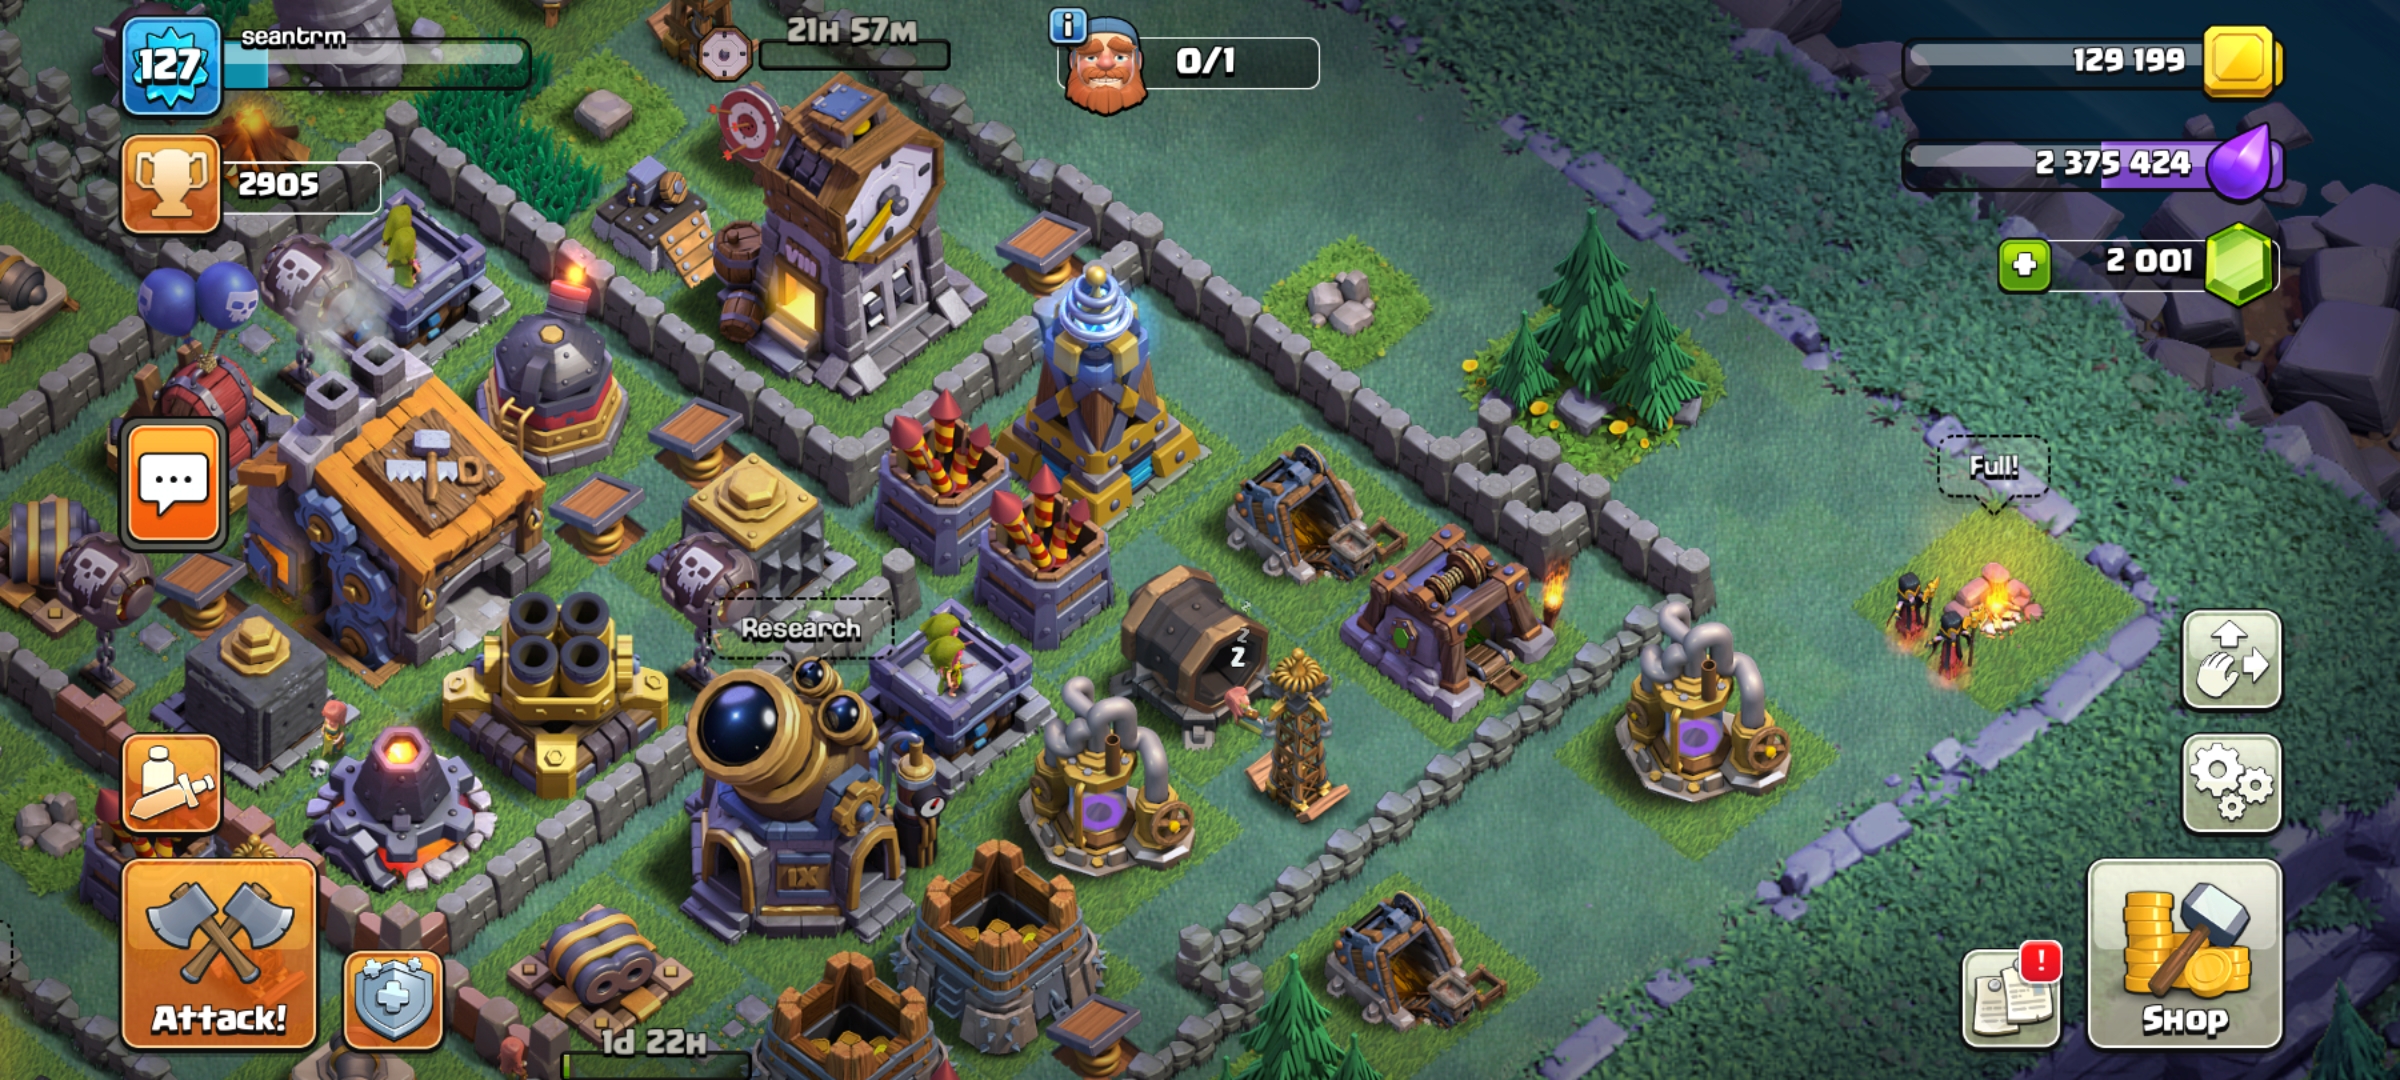 127
seantrm
21H 57M
i
0/1
129 199
2905
2 375 424
2 001
VIII
Full!
Research
z
z
IX
Attack!
1d 22H
!
Shop